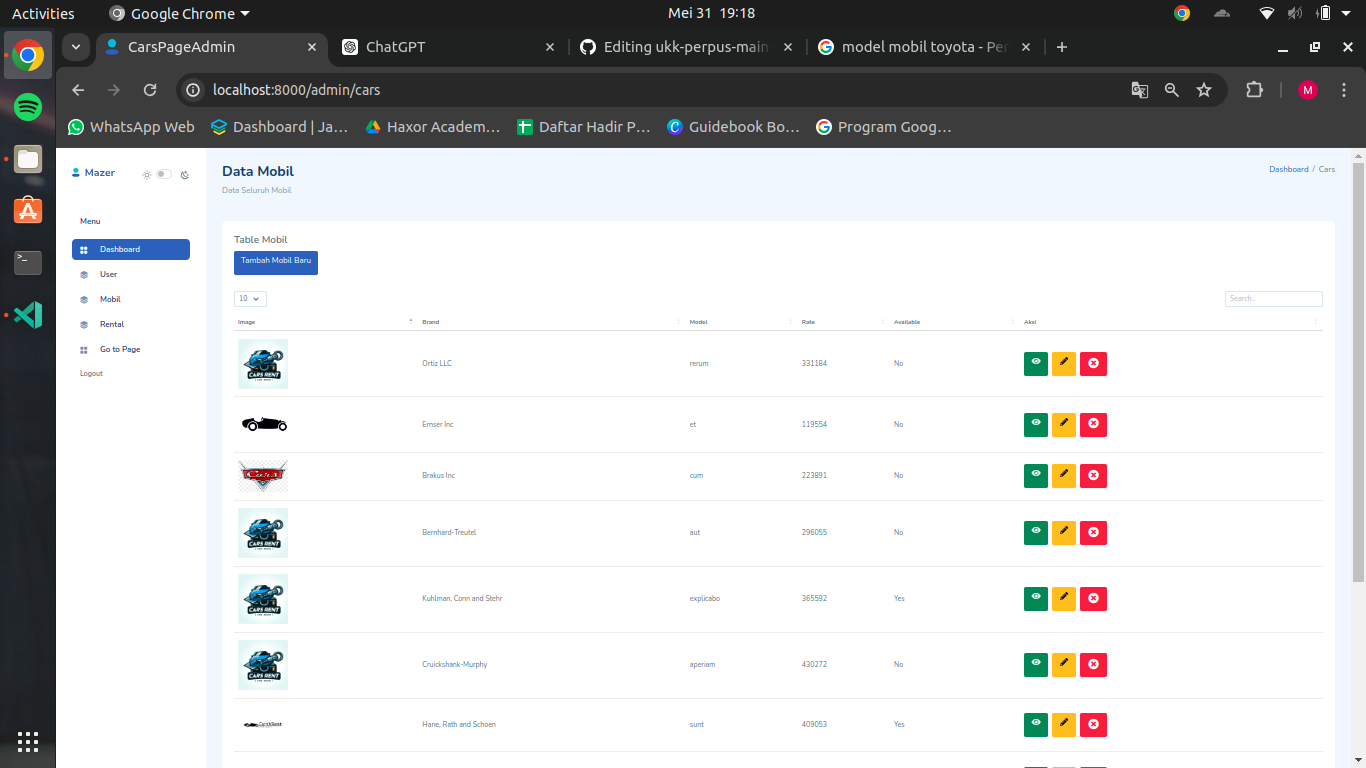 Activities Google Chrome Mei 31 19:18
CarsPageAdmin ChatGPT Editing ukk-perpus-main model mobil toyota - Per
localhost:8000/admin/cars M
WhatsApp Web Dashboard | Ja… Haxor Academ… Daftar Hadir P… Guidebook Bo… Program Goog…
Mazer
Menu
Dashboard
User
Mobil
Rental
Go to Page
Logout
Data Mobil
Data Seluruh Mobil
Dashboard / Cars
Table Mobil
Tambah Mobil Baru
10 Search..
Image Brand Model Rate Available Aksi
CARS RENT Ortiz LLC rerum 331184 No
Ernser Inc et 119554 No
Brakus Inc cum 223891 No
CARS RENT Bernhard-Treutel aut 296055 No
CARS RENT Kuhlman, Conn and Stehr explicabo 365592 Yes
CARS RENT Cruickshank-Murphy aperiam 430272 No
Hane, Rath and Schoen sunt 409053 Yes